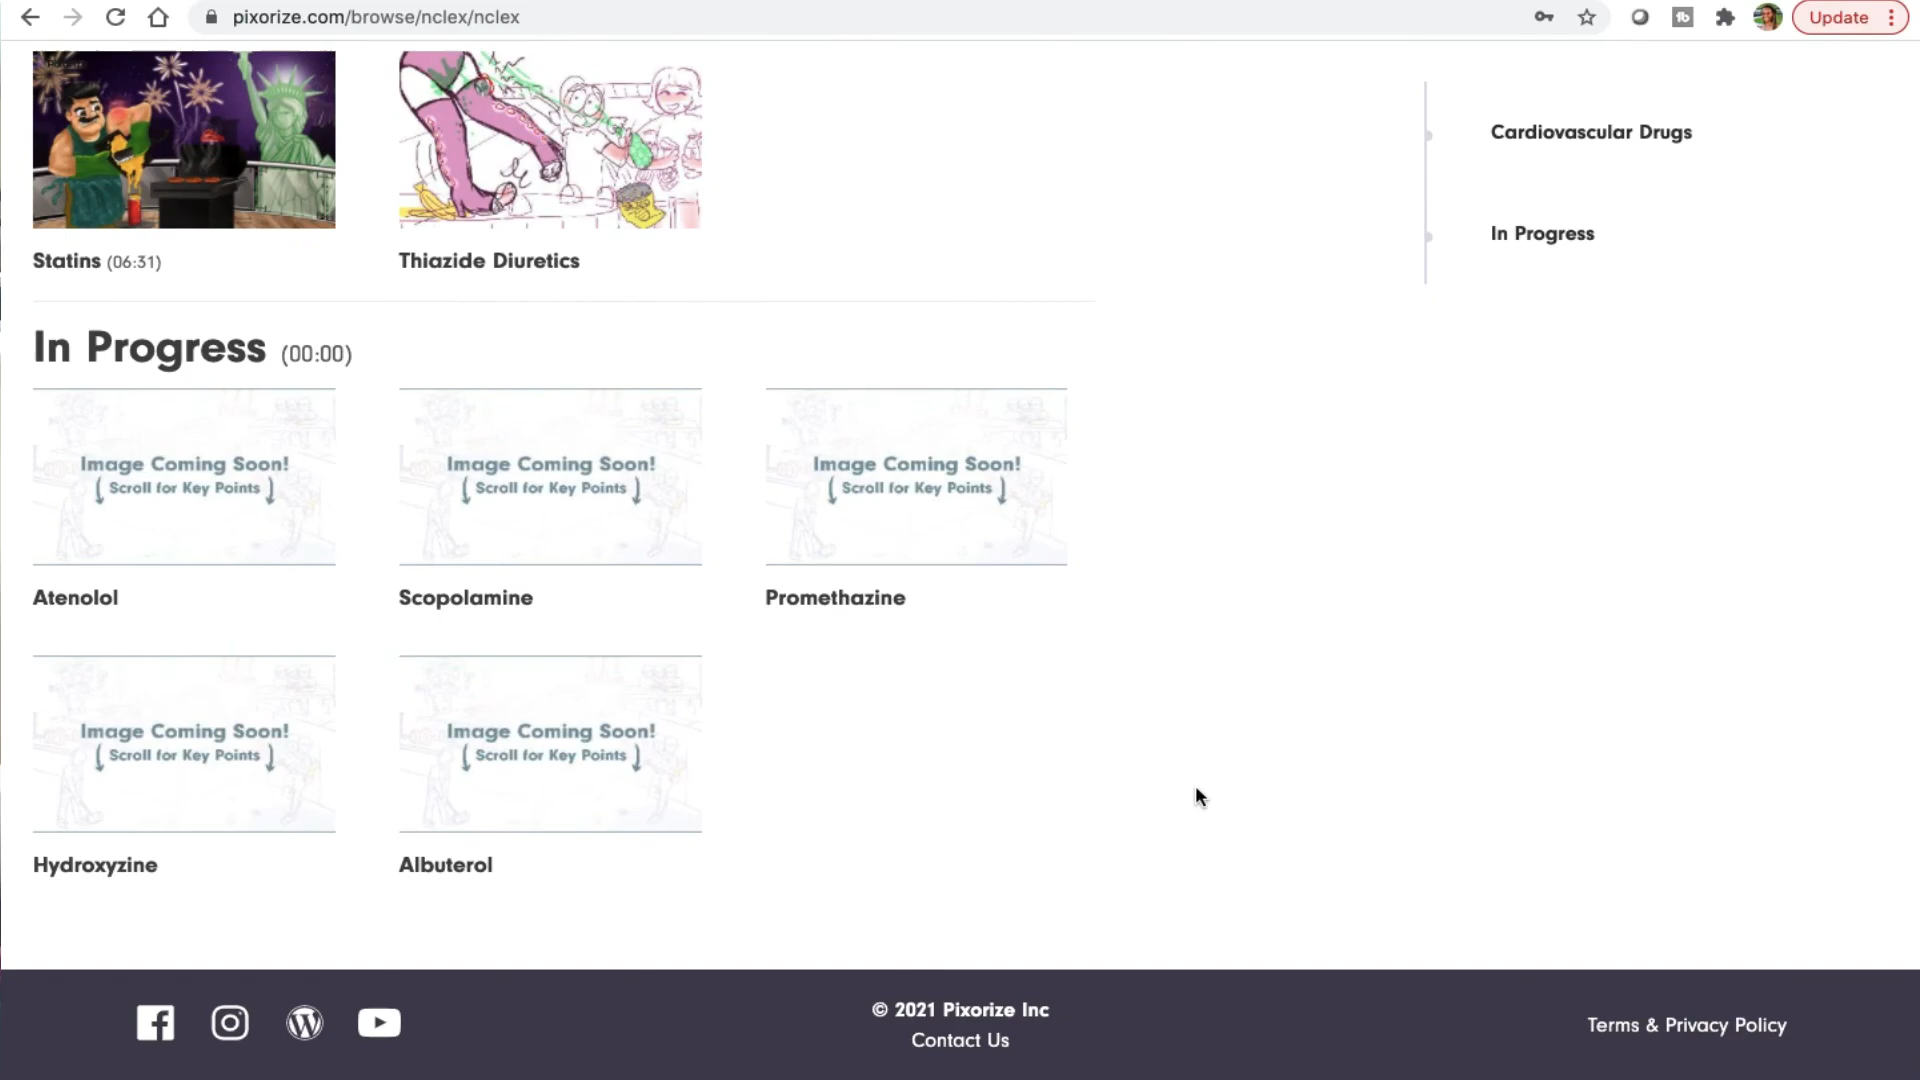 pixorize.com/browse/nclex/nclex
Update
Statins (06:31)
Thiazide Diuretics
Cardiovascular Drugs
In Progress
In Progress (00:00)
Image Coming Soon!
Scroll for Key Points
Image Coming Soon!
Scroll for Key Points
Image Coming Soon!
Scroll for Key Points
Atenolol
Scopolamine
Promethazine
Image Coming Soon!
Scroll for Key Points
Image Coming Soon!
Scroll for Key Points
Hydroxyzine
Albuterol
© 2021 Pixorize Inc
Contact Us
Terms & Privacy Policy